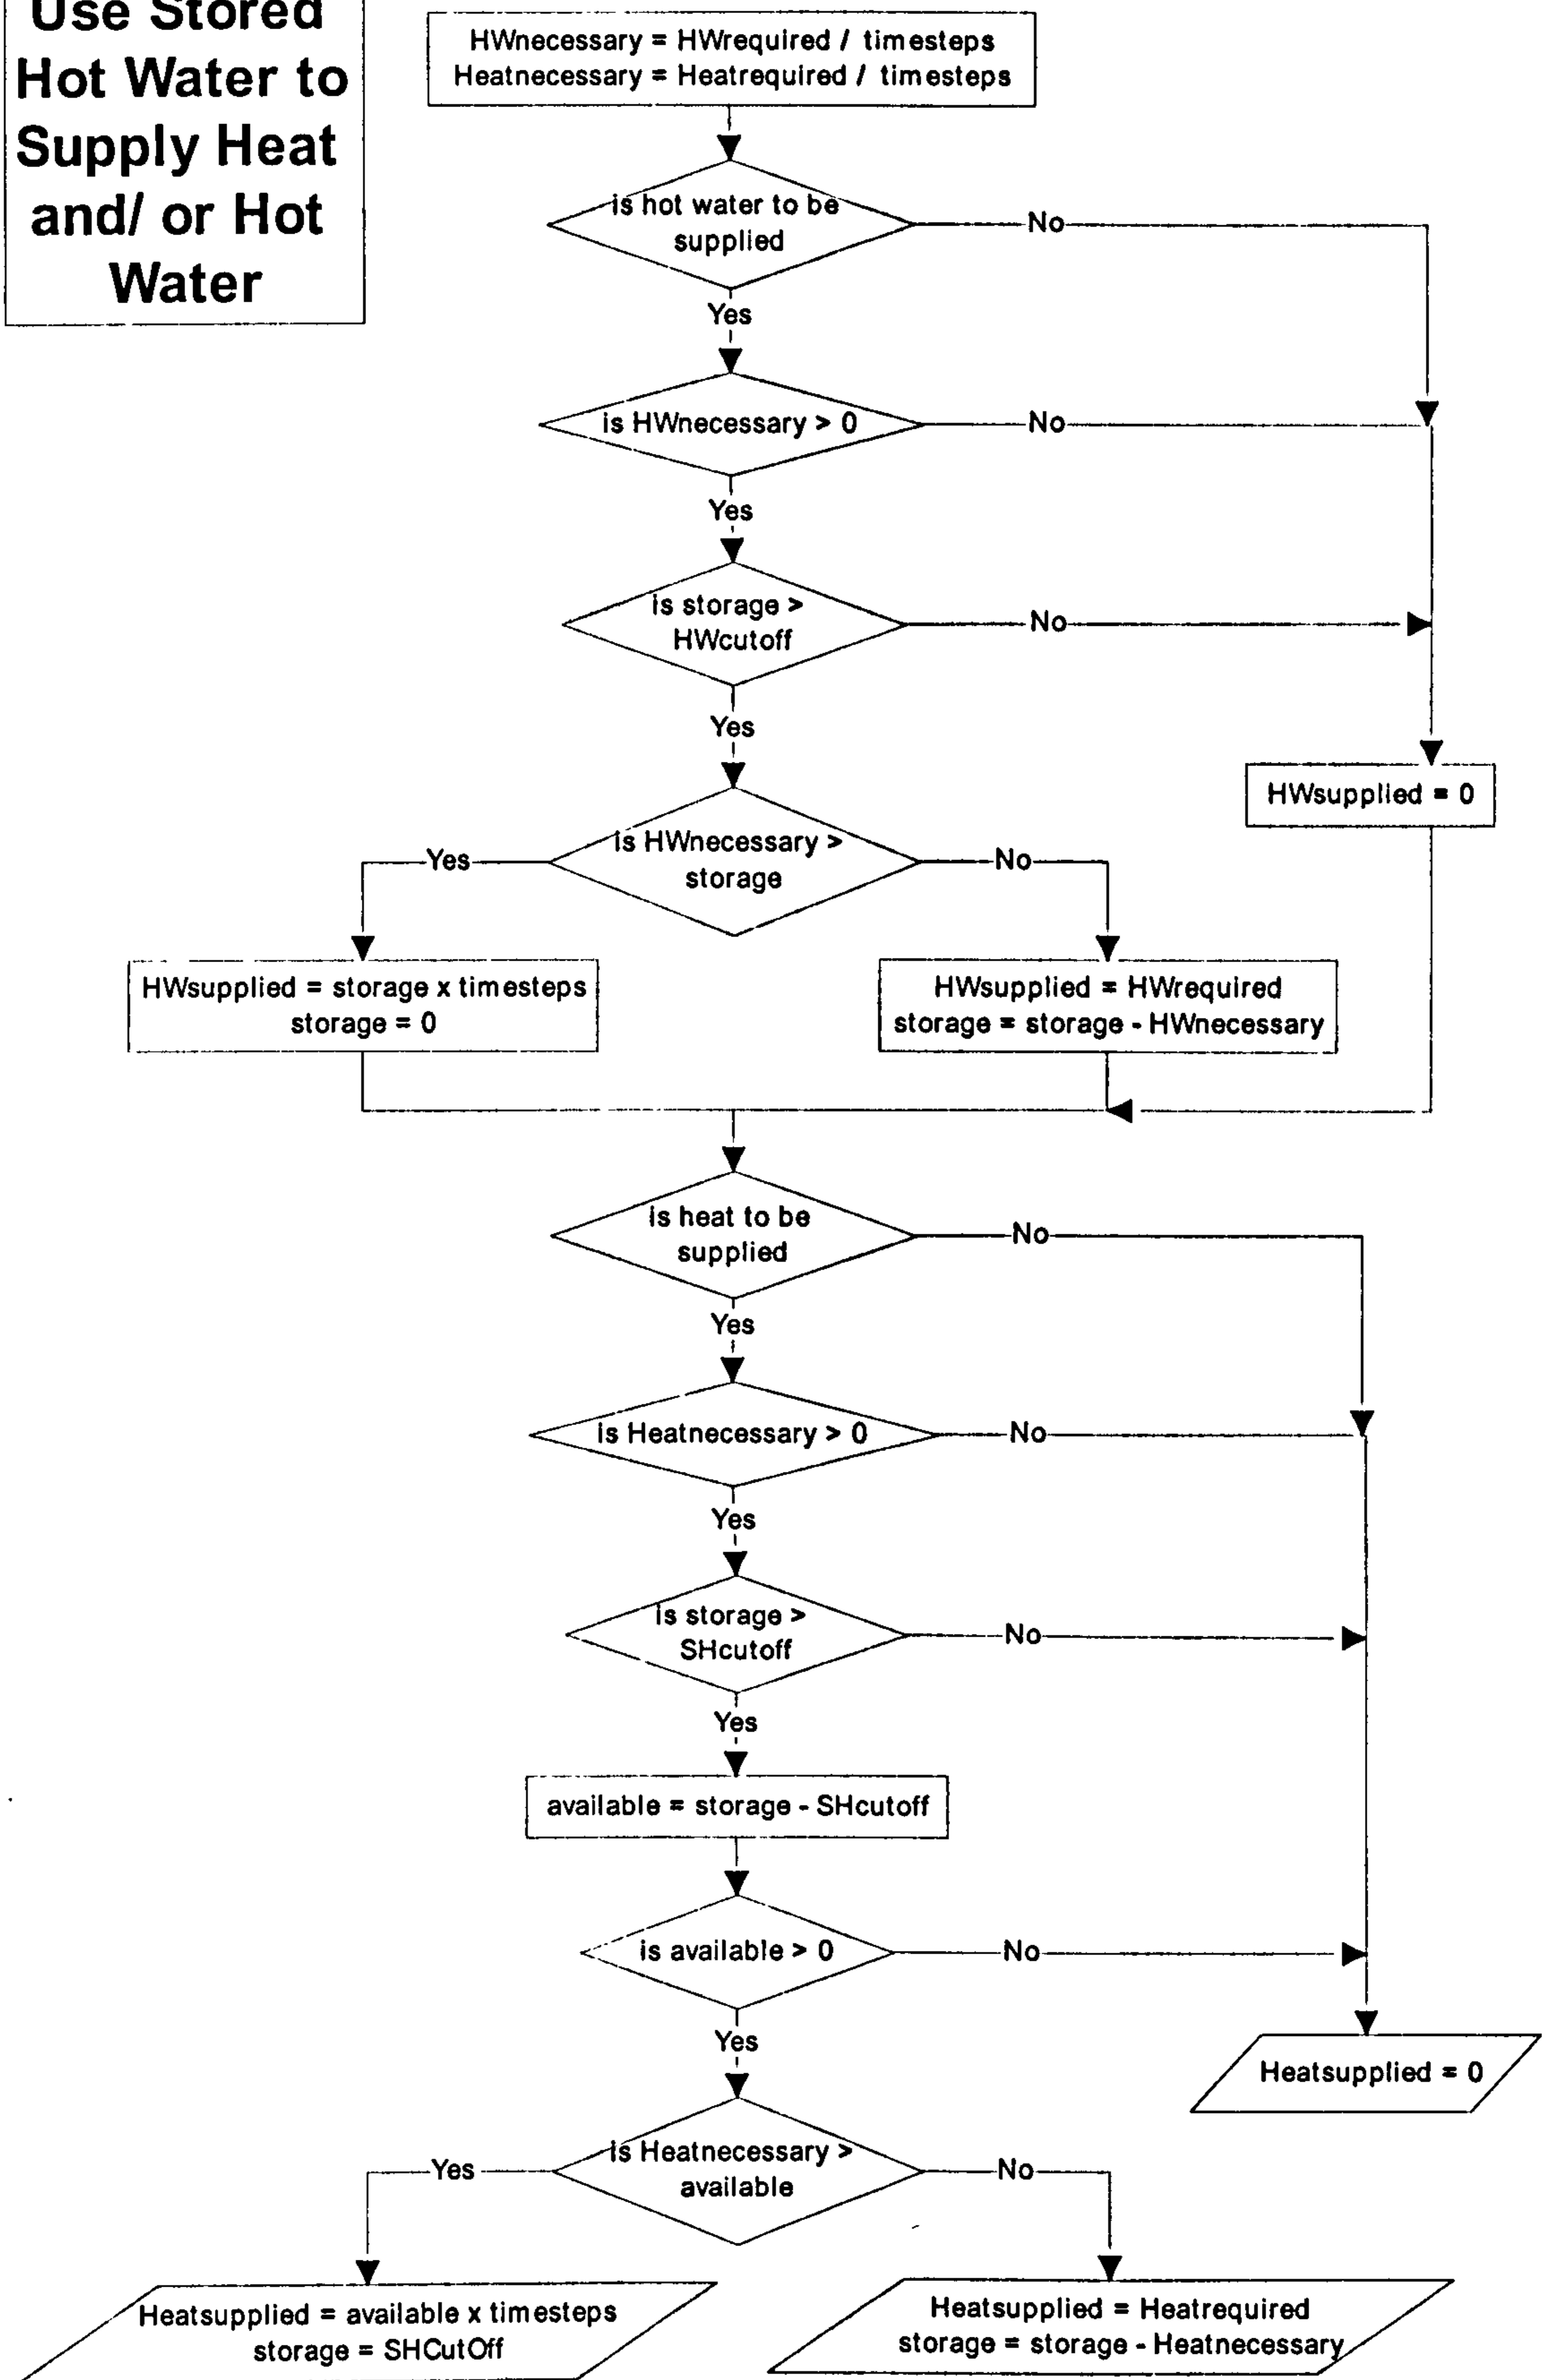 Use Stored
Hot Water to
Supply Heat
and/ or Hot
Water
HWnecessary = HWrequired / timesteps
Heatnecessary = Heatrequired / timesteps
is hot water to be
supplied
No
Yes
is HWnecessary > 0
No
Yes
is storage >
HWcutoff
No
Yes
HWsupplied = 0
is HWnecessary >
storage
Yes
No
HWsupplied = storage x timesteps
storage = 0
HWsupplied = HWrequired
storage = storage - HWnecessary
is heat to be
supplied
No
Yes
is Heatnecessary > 0
No
Yes
is storage >
SHcutoff
No
Yes
available = storage - SHcutoff
is available > 0
No
Yes
Heatsupplied = 0
is Heatnecessary >
available
Yes
No
Heatsupplied = available x timesteps
storage = SHCutOff
Heatsupplied = Heatrequired
storage = storage - Heatnecessary